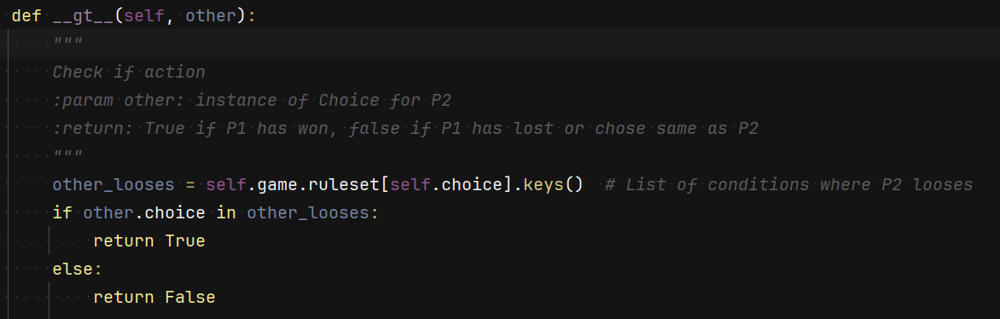 def __gt__(self, other):
"""
Check if action
:param other: instance of Choice for P2
:return: True if P1 has won, false if P1 has lost or chose same as P2
"""
other_looses = self.game.ruleset[self.choice].keys()  # List of conditions where P2 looses
if other.choice in other_looses:
return True
else:
return False